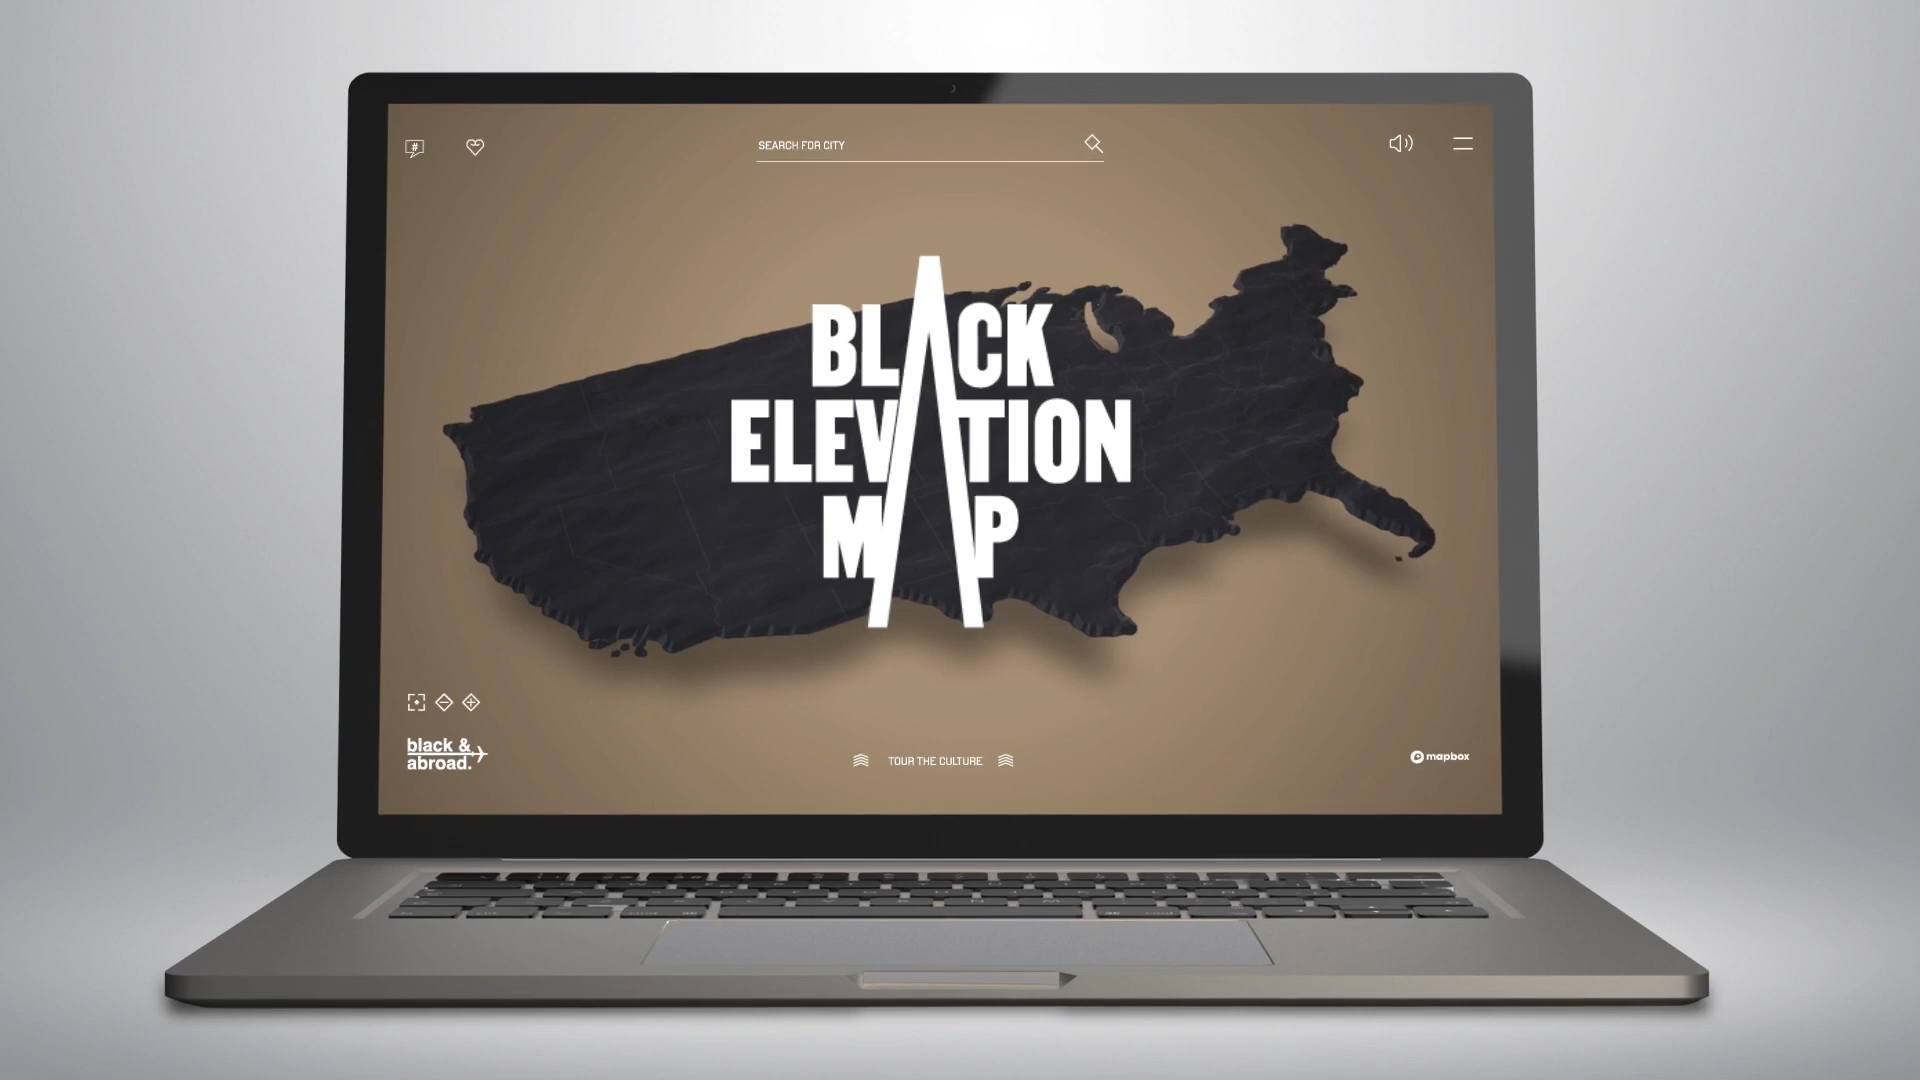 #
SEARCH FOR CITY
BLACK
ELEVATION
MAP
black &
abroad.
TOUR THE CULTURE
mapbox